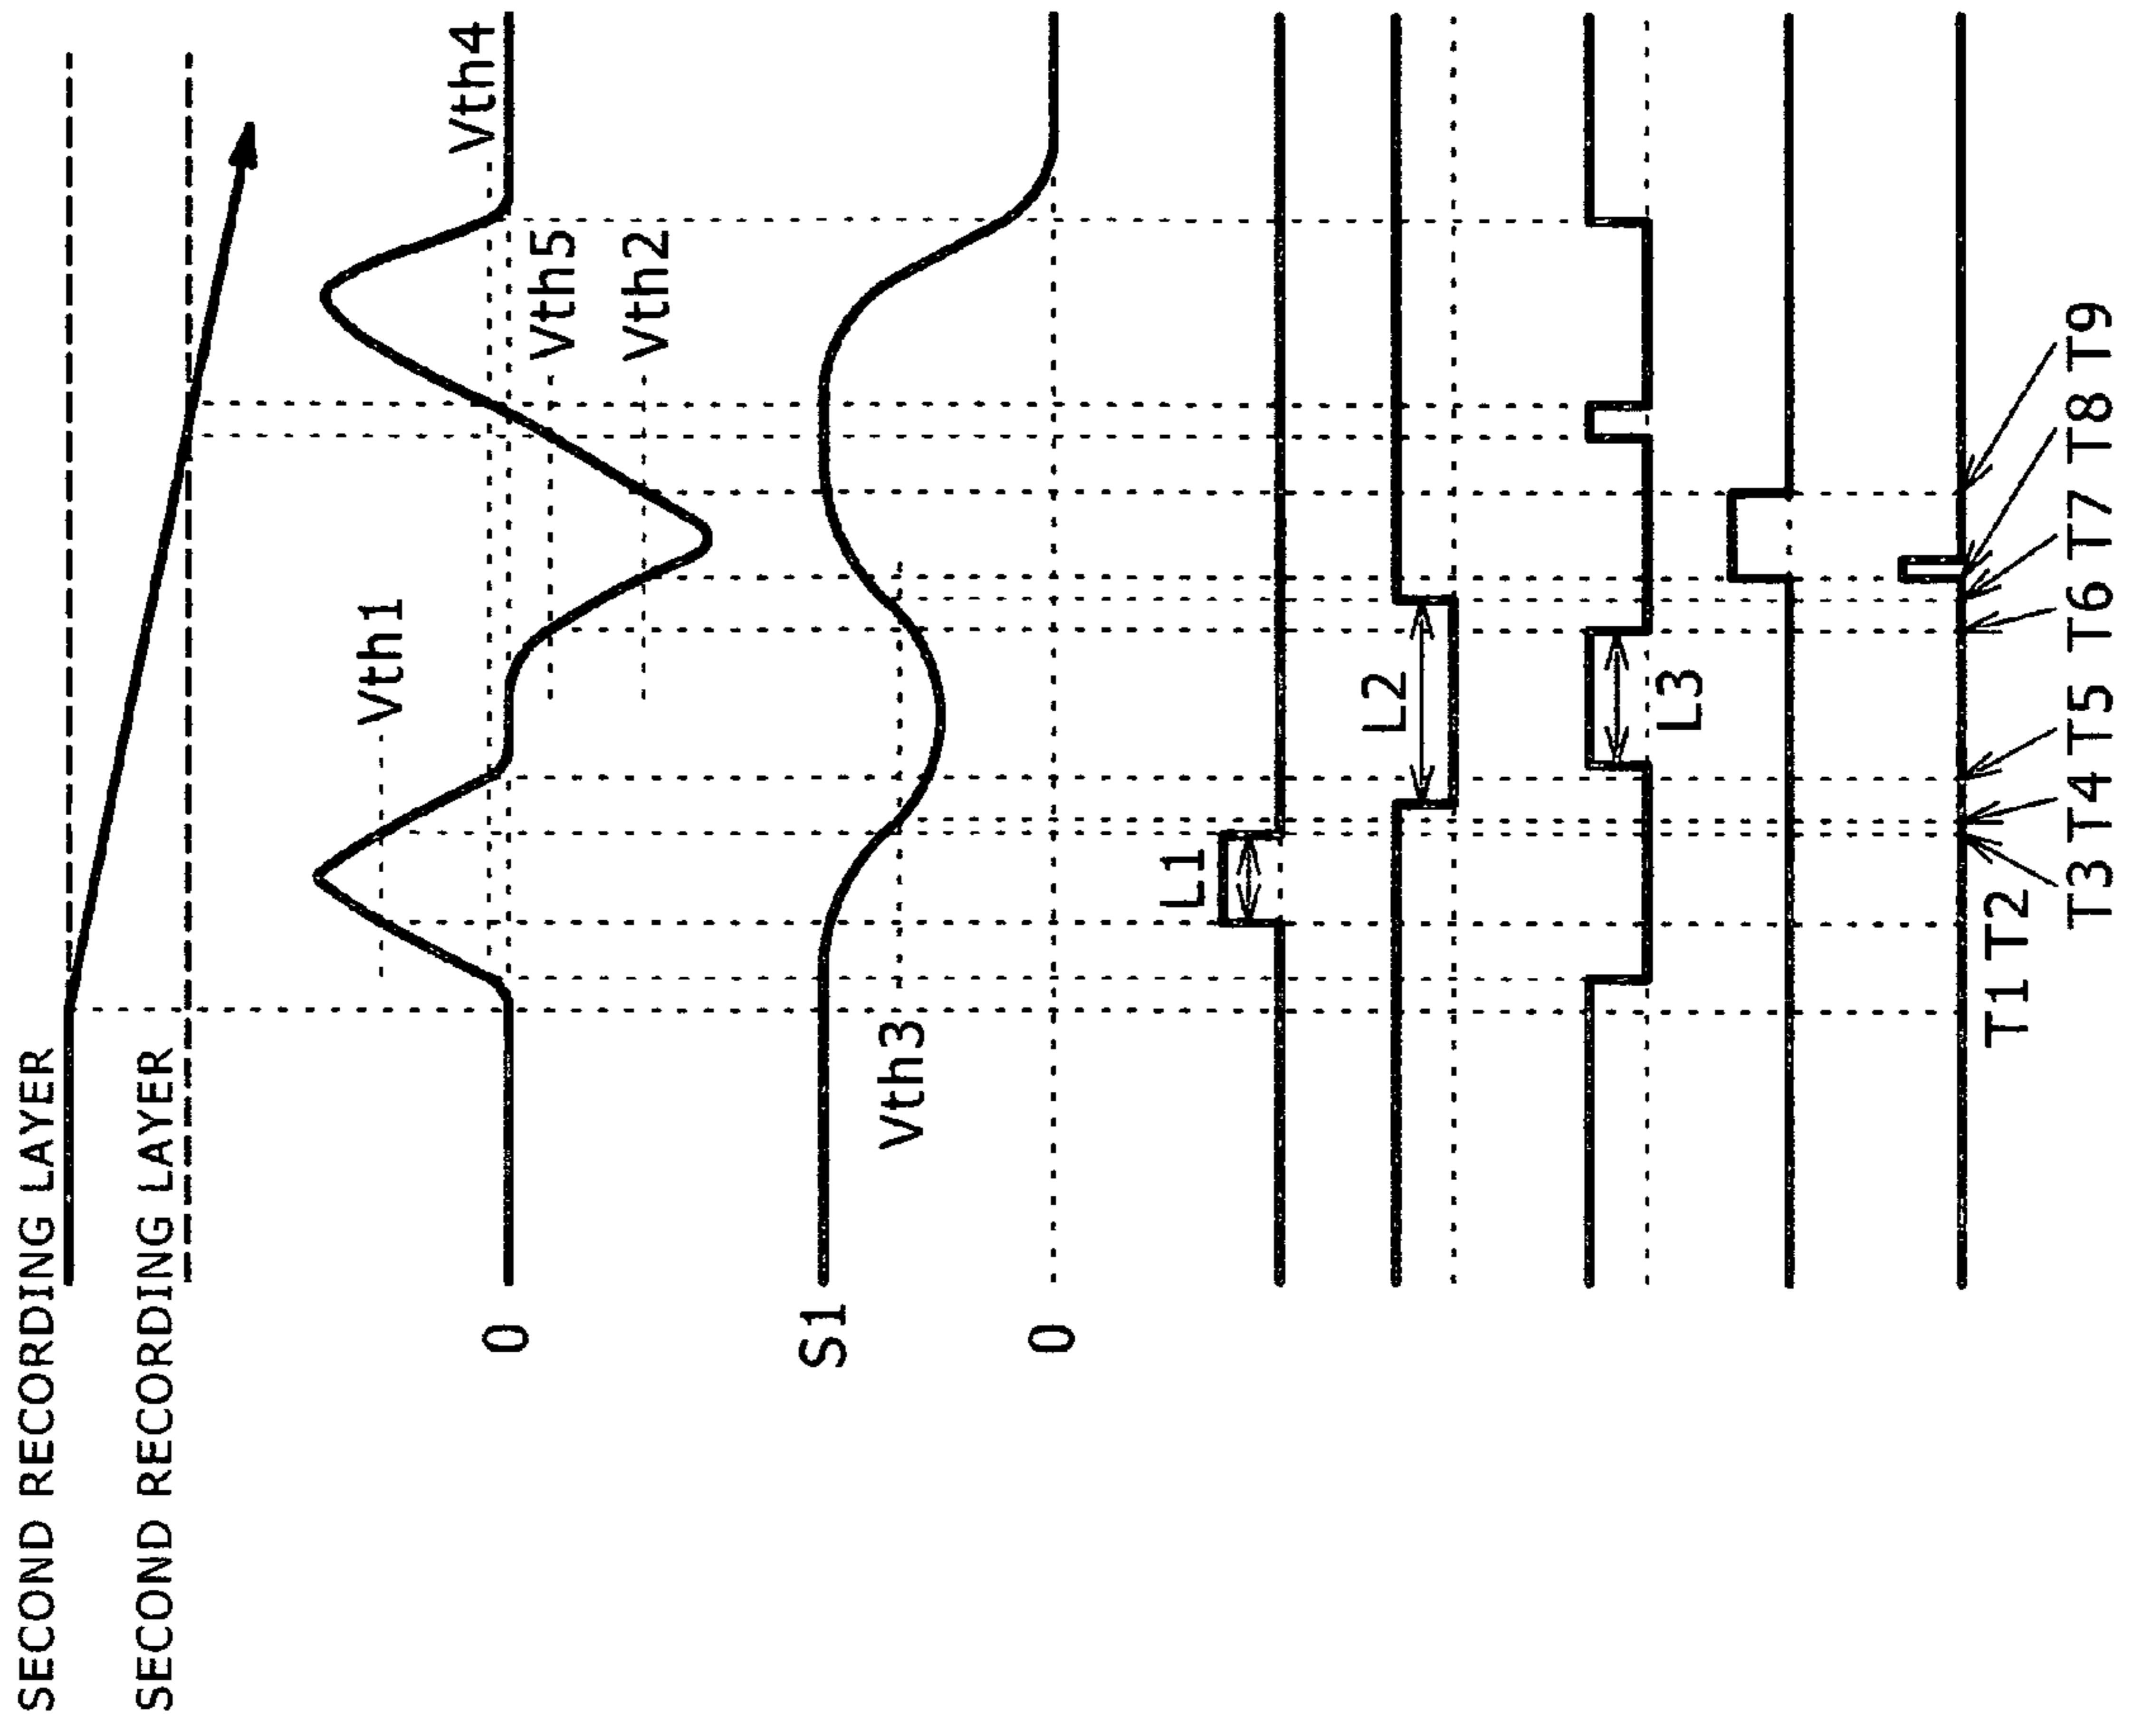 SECOND RECORDING LAYER
SECOND RECORDING LAYER
Vth1
Vth4
0
Vth5
Vth2
S1
Vth3
0
L1
L2
L3
T1 T2
T3 T4 T5 T6 T7 T8 T9